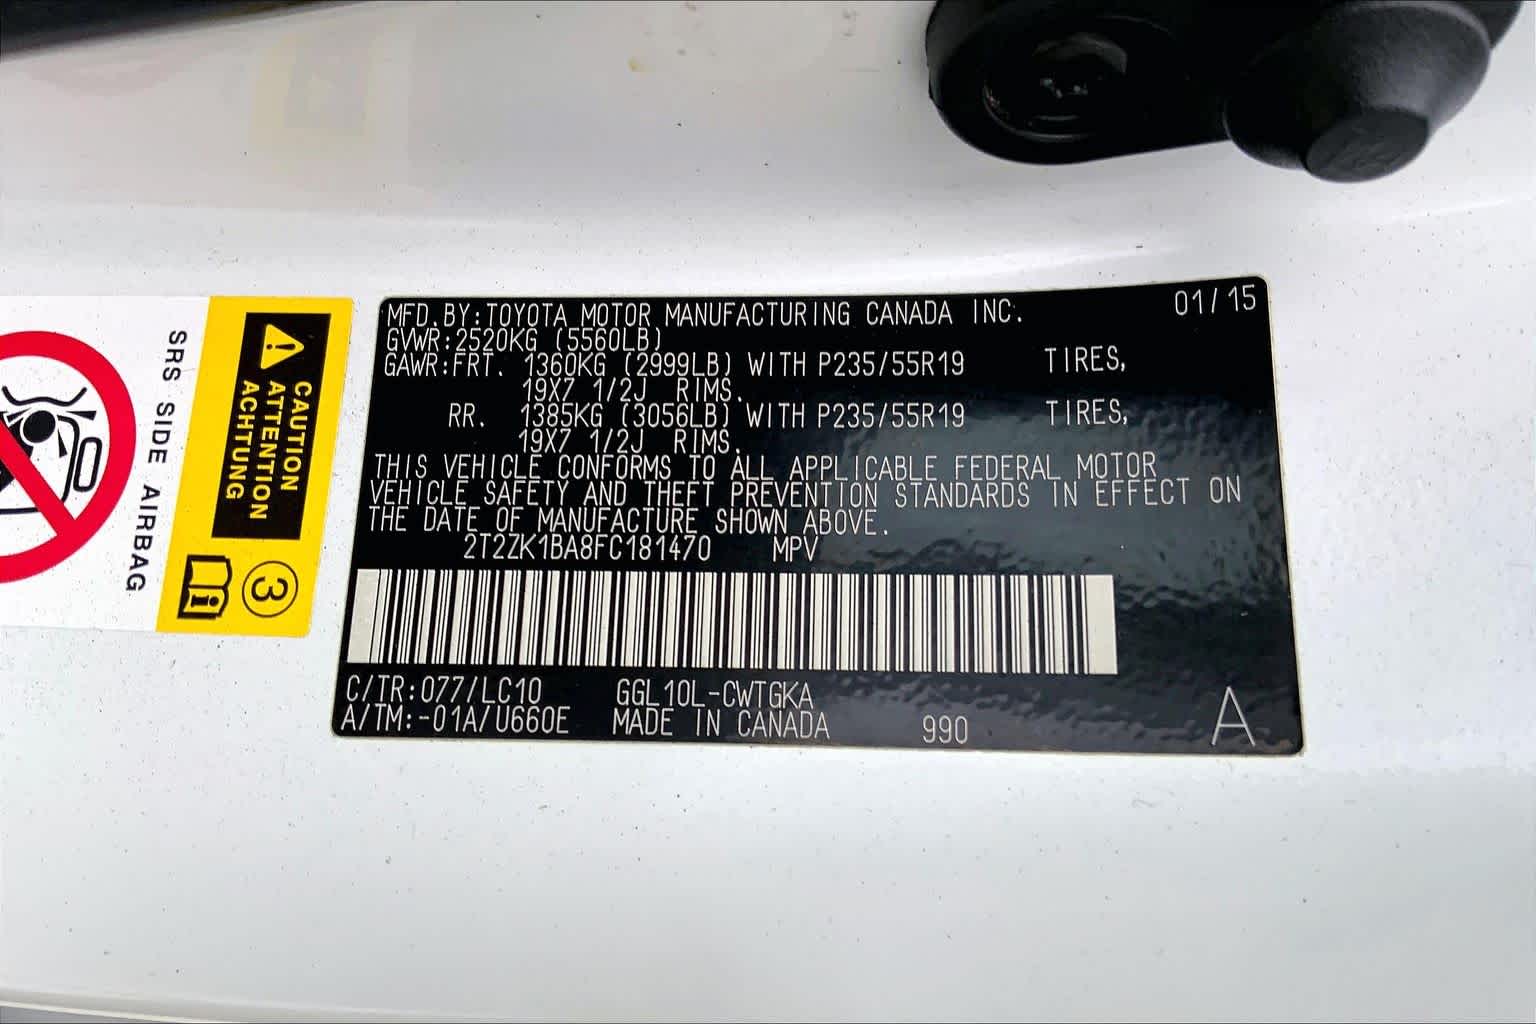 MFD.BY:TOYOTA MOTOR MANUFACTURING CANADA INC. 01/15
GVWR:2520KG (5560LB)
GAWR:FRT. 1360KG (2999LB) WITH P235/55R19 TIRES,
19X7 1/2J RIMS.
RR. 1385KG (3056LB) WITH P235/55R19 TIRES,
19X7 1/2J RIMS.
THIS VEHICLE CONFORMS TO ALL APPLICABLE FEDERAL MOTOR
VEHICLE SAFETY AND THEFT PREVENTION STANDARDS IN EFFECT ON
THE DATE OF MANUFACTURE SHOWN ABOVE.
2T2ZK1BA8FC181470 MPV
C/TR:077/LC10 GGL10L-CWTGKA
A/TM:-01A/U660E MADE IN CANADA 990 A
CAUTION
ATTENTION
ACHTUNG
3
i
SRS SIDE AIRBAG